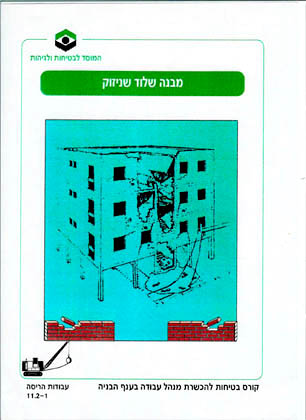 המוסד לבטיחות ולגיהות
מבנה שלוד שניזוק
קורס בטיחות להכשרת מנהל עבודה בענף הבניה
עבודות הריסה
11.2-1